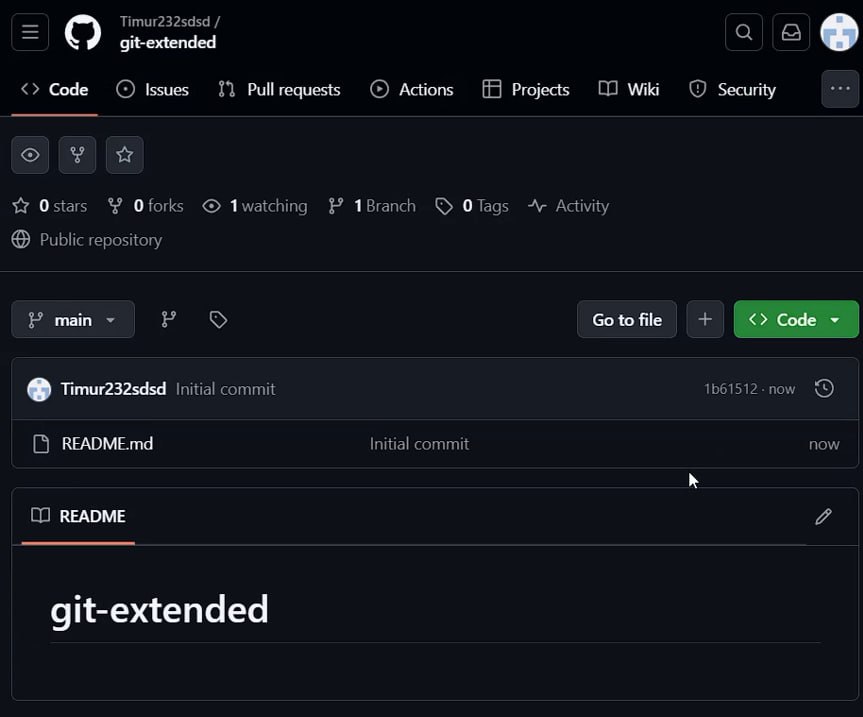 Timur232sdsd /
git-extended
Code Issues Pull requests Actions Projects Wiki Security ...
0 stars 0 forks 1 watching 1 Branch 0 Tags Activity
Public repository
main Go to file + Code
Timur232sdsd Initial commit 1b61512 · now
README.md Initial commit now
README
git-extended